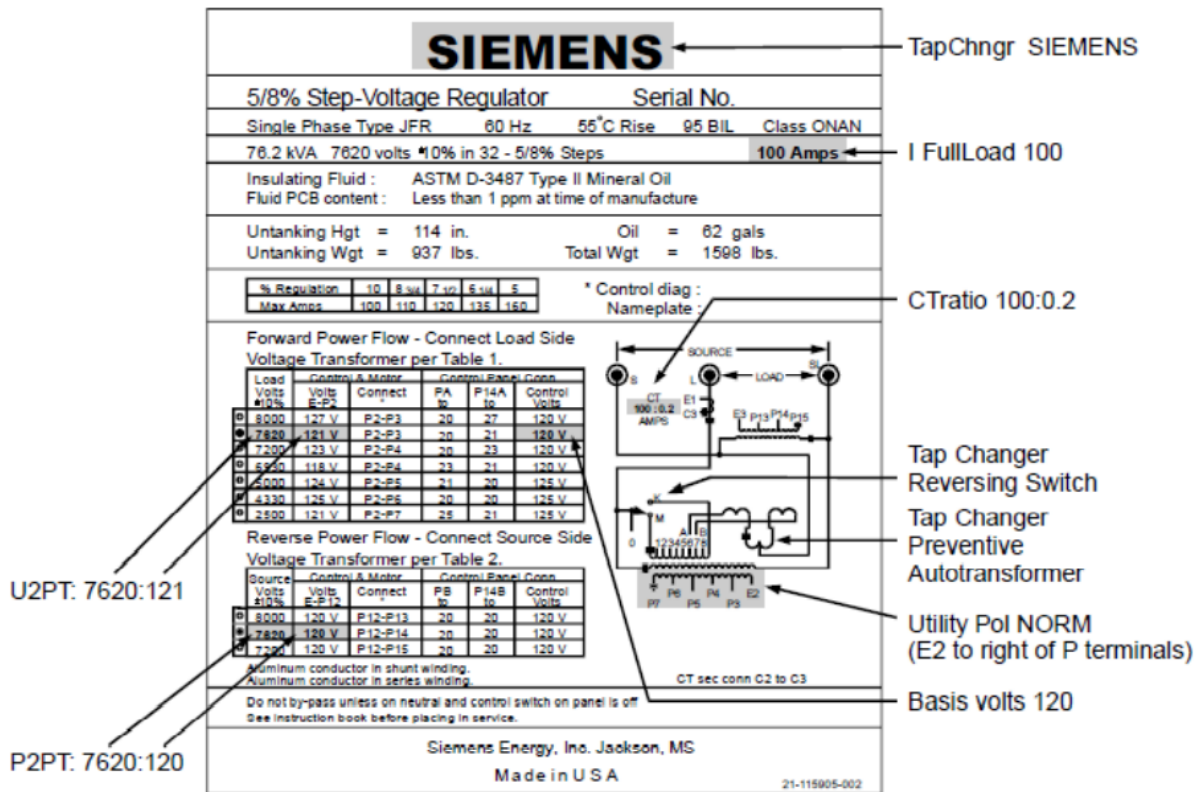 SIEMENS
TapChngr SIEMENS
5/8% Step-Voltage Regulator Serial No.
Single Phase Type JFR 60 Hz 55°C Rise 95 BIL Class ONAN
76.2 kVA 7620 volts ±10% in 32 - 5/8% Steps 100 Amps
I FullLoad 100
Insulating Fluid : ASTM D-3487 Type II Mineral Oil
Fluid PCB content : Less than 1 ppm at time of manufacture
Untanking Hgt = 114 in. Oil = 62 gals
Untanking Wgt = 937 lbs. Total Wgt = 1598 lbs.
% Regulation 10 8 3/4 7 1/2 6 1/4 5
Max Amps 100 110 120 135 160
* Control diag :
Nameplate :
CTratio 100:0.2
Forward Power Flow - Connect Load Side
Voltage Transformer per Table 1.
Load Volts ±10% Control & Motor Control Panel Conn.
Volts E-P2 Connect * PA to P14A to Control Volts
8000 127 V P2-P3 20 27 120 V
7620 121 V P2-P3 20 21 120 V
7200 123 V P2-P4 20 23 120 V
6930 118 V P2-P4 23 21 120 V
5000 124 V P2-P5 21 20 125 V
4330 125 V P2-P6 20 20 125 V
2500 121 V P2-P7 25 21 125 V
SOURCE
S L LOAD SL
CT
100 : 0.2
AMPS
E1
C3
E3 P13 P14 P15
K
M
A B
0 12345678
P7 P6 P5 P4 P3 E2
Tap Changer
Reversing Switch
Tap Changer
Preventive
Autotransformer
Utility Pol NORM
(E2 to right of P terminals)
Basis volts 120
U2PT: 7620:121
Reverse Power Flow - Connect Source Side
Voltage Transformer per Table 2.
Source Volts ±10% Control & Motor Control Panel Conn.
Volts E-P12 Connect * PB to P14B to Control Volts
8000 120 V P12-P13 20 20 120 V
7620 120 V P12-P14 20 20 120 V
7200 120 V P12-P15 20 20 120 V
P2PT: 7620:120
Aluminum conductor in shunt winding.
Aluminum conductor in series winding.
CT sec conn C2 to C3
Do not by-pass unless on neutral and control switch on panel is off
See instruction book before placing in service.
Siemens Energy, Inc. Jackson, MS
Made in U S A
21-115905-002